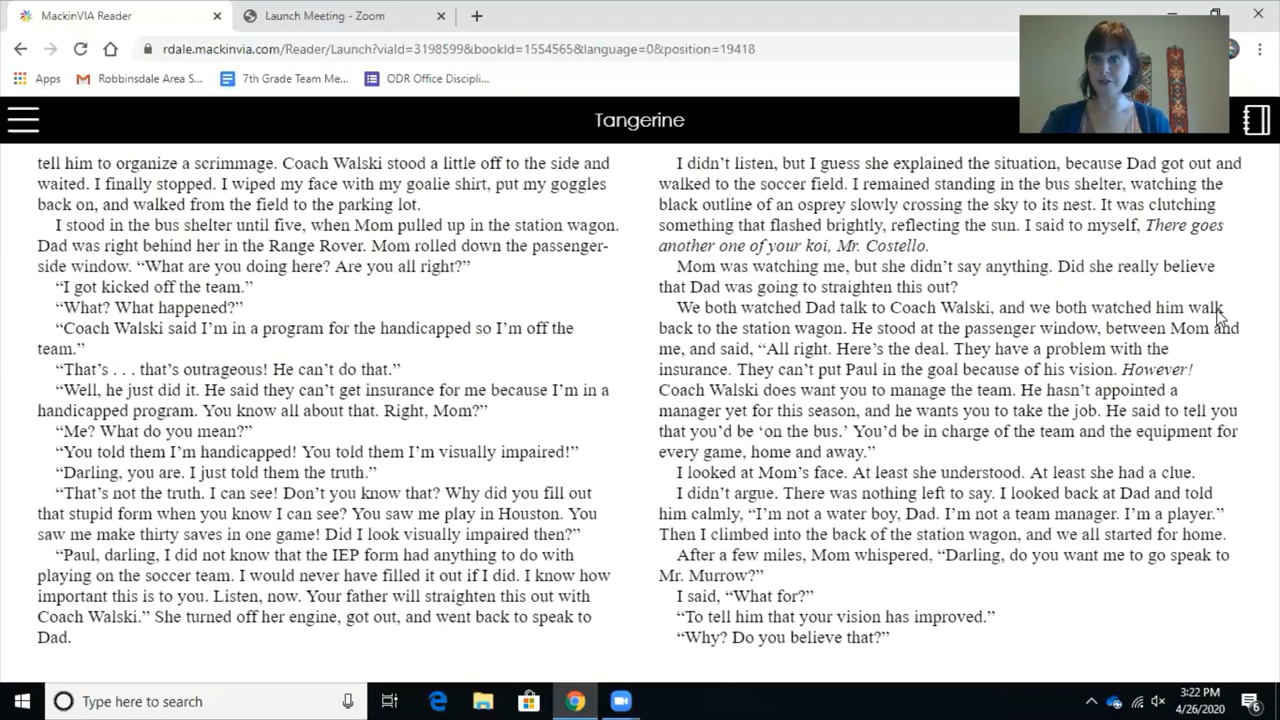 MackinVIA Reader
Launch Meeting - Zoom
rdale.mackinvia.com/Reader/Launch?viaId=3198599&bookId=1554565&language=0&position=19418
Apps
Robbinsdale Area S...
7th Grade Team Me...
ODR Office Discipli...
Tangerine
tell him to organize a scrimmage. Coach Walski stood a little off to the side and
waited. I finally stopped. I wiped my face with my goalie shirt, put my goggles
back on, and walked from the field to the parking lot.
I stood in the bus shelter until five, when Mom pulled up in the station wagon.
Dad was right behind her in the Range Rover. Mom rolled down the passenger-
side window. “What are you doing here? Are you all right?”
“I got kicked off the team.”
“What? What happened?”
“Coach Walski said I’m in a program for the handicapped so I’m off the
team.”
“That’s . . . that’s outrageous! He can’t do that.”
“Well, he just did it. He said they can’t get insurance for me because I’m in a
handicapped program. You know all about that. Right, Mom?”
“Me? What do you mean?”
“You told them I’m handicapped! You told them I’m visually impaired!”
“Darling, you are. I just told them the truth.”
“That’s not the truth. I can see! Don’t you know that? Why did you fill out
that stupid form when you know I can see? You saw me play in Houston. You
saw me make thirty saves in one game! Did I look visually impaired then?”
“Paul, darling, I did not know that the IEP form had anything to do with
playing on the soccer team. I would never have filled it out if I did. I know how
important this is to you. Listen, now. Your father will straighten this out with
Coach Walski.” She turned off her engine, got out, and went back to speak to
Dad.
I didn’t listen, but I guess she explained the situation, because Dad got out and
walked to the soccer field. I remained standing in the bus shelter, watching the
black outline of an osprey slowly crossing the sky to its nest. It was clutching
something that flashed brightly, reflecting the sun. I said to myself, There goes
another one of your koi, Mr. Costello.
Mom was watching me, but she didn’t say anything. Did she really believe
that Dad was going to straighten this out?
We both watched Dad talk to Coach Walski, and we both watched him walk
back to the station wagon. He stood at the passenger window, between Mom and
me, and said, “All right. Here’s the deal. They have a problem with the
insurance. They can’t put Paul in the goal because of his vision. However!
Coach Walski does want you to manage the team. He hasn’t appointed a
manager yet for this season, and he wants you to take the job. He said to tell you
that you’d be ‘on the bus.’ You’d be in charge of the team and the equipment for
every game, home and away.”
I looked at Mom’s face. At least she understood. At least she had a clue.
I didn’t argue. There was nothing left to say. I looked back at Dad and told
him calmly, “I’m not a water boy, Dad. I’m not a team manager. I’m a player.”
Then I climbed into the back of the station wagon, and we all started for home.
After a few miles, Mom whispered, “Darling, do you want me to go speak to
Mr. Murrow?”
I said, “What for?”
“To tell him that your vision has improved.”
“Why? Do you believe that?”
Type here to search
3:22 PM
4/26/2020
6